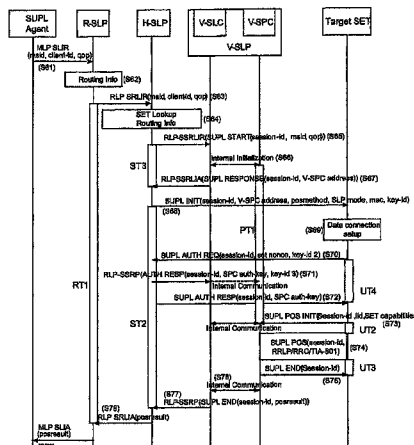 SUPL Agent
R-SLP
H-SLP
V-SLC
V-SPC
V-SLP
Target SET
MLP SLIR (msid, client-id, qop)
(S61)
Routing Info (S62)
RLP SRLIR(msid, clientid, qop) (S63)
SET Lookup Routing Info (S64)
RLP-SSRLIR(SUPL START(session-id, msid, qop)) (S65)
Internal Initialization (S66)
ST3
RLP-SSRLIA(SUPL RESPONSE(session-id, V-SPC address)) (S67)
SUPL INIT(session-id, V-SPC address, posmethod, SLP mode, mac, key-id)
(S68)
PT1
(S69)
Data connection setup
SUPL AUTH REQ(session-id, set nonce, key-id 2) (S70)
RLP-SSRP(AUTH RESP(session-id, SPC auth-key, key-id 3) (S71)
Internal Communication
RT1
UT4
SUPL AUTH RESP(session-id, SPC auth-key) (S72)
ST2
SUPL POS INIT(Session-id ,lid,SET capabilities)
Internal Communication
(S73)
UT2
SUPL POS(session-id, RRLP/RRC/TIA-801)
(S74)
SUPL END(Session-id)
UT3
(S75)
(S76)
Internal Communication
(S77)
RLP-SSRP(SUPL END(session-id, posresult))
(S78)
RLP SRLIA(posresult)
MLP SLIA
(posresult)